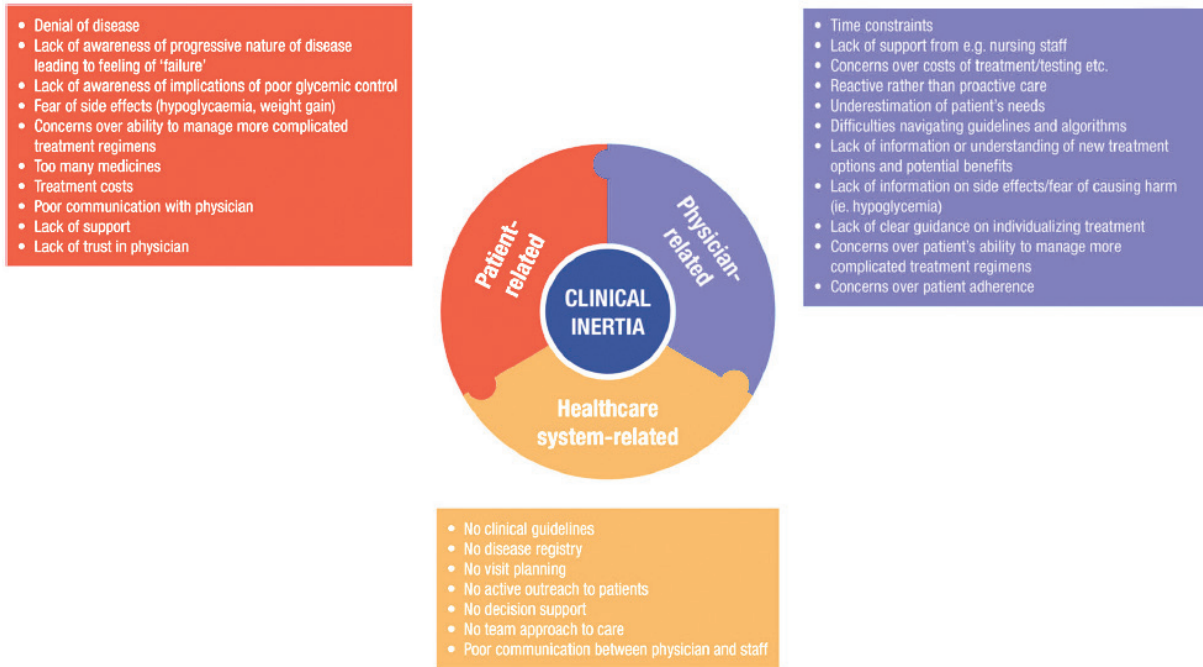 • Denial of disease
• Lack of awareness of progressive nature of disease
leading to feeling of 'failure'
• Lack of awareness of implications of poor glycemic control
• Fear of side effects (hypoglycaemia, weight gain)
• Concerns over ability to manage more complicated
treatment regimens
• Too many medicines
• Treatment costs
• Poor communication with physician
• Lack of support
• Lack of trust in physician
• Time constraints
• Lack of support from e.g. nursing staff
• Concerns over costs of treatment/testing etc.
• Reactive rather than proactive care
• Underestimation of patient's needs
• Difficulties navigating guidelines and algorithms
• Lack of information or understanding of new treatment
options and potential benefits
• Lack of information on side effects/fear of causing harm
(ie. hypoglycemia)
• Lack of clear guidance on individualizing treatment
• Concerns over patient's ability to manage more
complicated treatment regimens
• Concerns over patient adherence
Patient-
related
Physician-
related
CLINICAL
INERTIA
Healthcare
system-related
• No clinical guidelines
• No disease registry
• No visit planning
• No active outreach to patients
• No decision support
• No team approach to care
• Poor communication between physician and staff